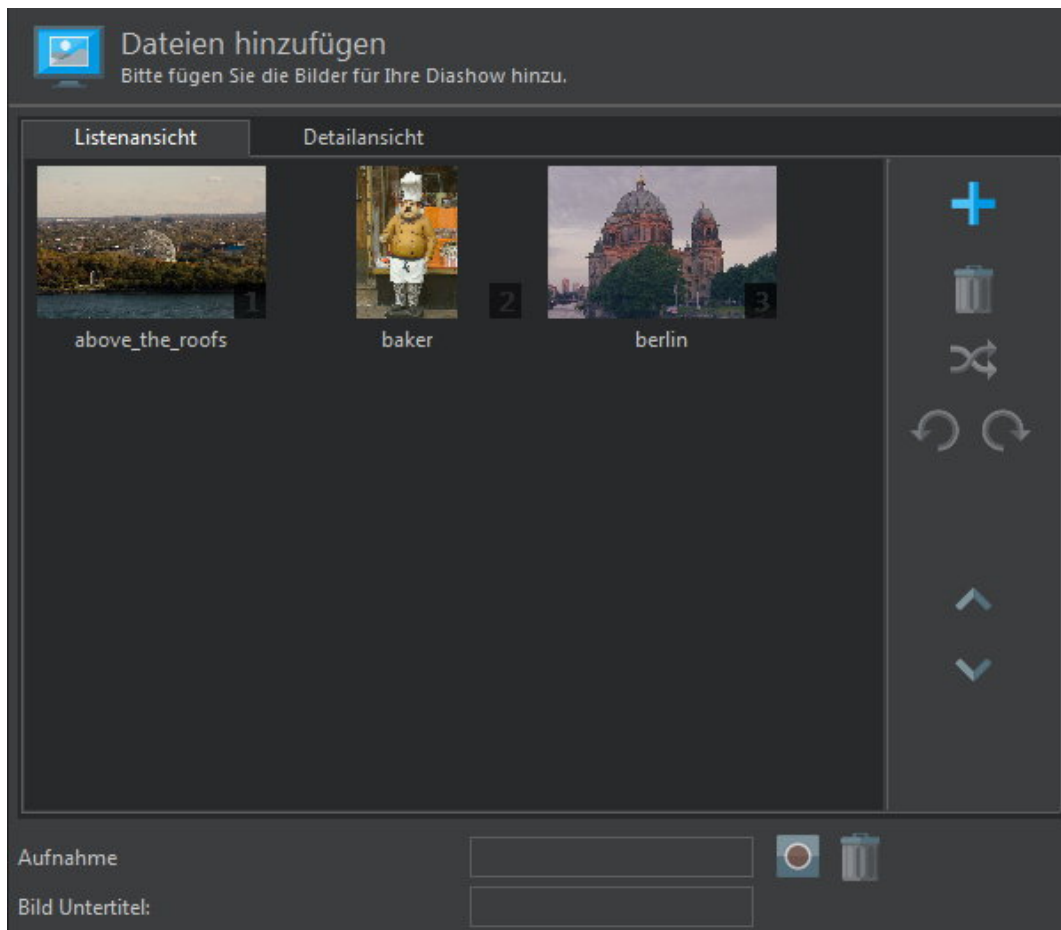 Dateien hinzufügen
Bitte fügen Sie die Bilder für Ihre Diashow hinzu.
Listenansicht
Detailansicht
1
2
3
above_the_roofs
baker
berlin
Aufnahme
Bild Untertitel: